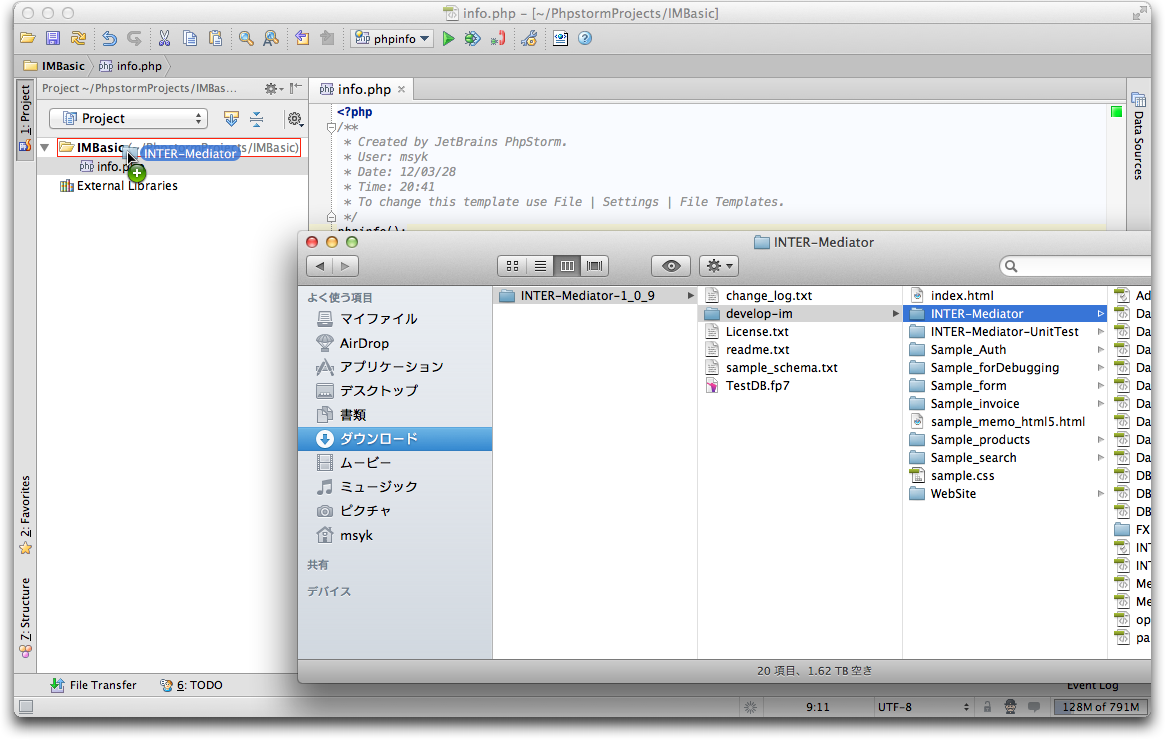 info.php – [~/PhpstormProjects/IMBasic]
phpinfo
IMBasic info.php
Project ~/PhpstormProjects/IMBas...
info.php
1: Project
Project
IMBasic PhpstormProjects/IMBasic)
INTER-Mediator
info.p
External Libraries
2: Favorites
Z: Structure
<?php
/**
* Created by JetBrains PhpStorm.
* User: msyk
* Date: 12/03/28
* Time: 20:41
* To change this template use File | Settings | File Templates.
*/
phpinfo();
Data Sources
INTER-Mediator
よく使う項目
マイファイル
AirDrop
アプリケーション
デスクトップ
書類
ダウンロード
ムービー
ミュージック
ピクチャ
msyk
共有
デバイス
INTER-Mediator-1_0_9
change_log.txt
develop-im
License.txt
readme.txt
sample_schema.txt
TestDB.fp7
index.html
INTER-Mediator
INTER-Mediator-UnitTest
Sample_Auth
Sample_forDebugging
Sample_form
Sample_invoice
sample_memo_html5.html
Sample_products
Sample_search
sample.css
WebSite
Ad
Da
Da
Da
Da
Da
Da
Da
Da
Da
DB
DB
DB
FX
INT
INT
Me
Me
op
pa
20 項目、1.62 TB 空き
File Transfer
6: TODO
Event Log
9:11
UTF-8
128M of 791M